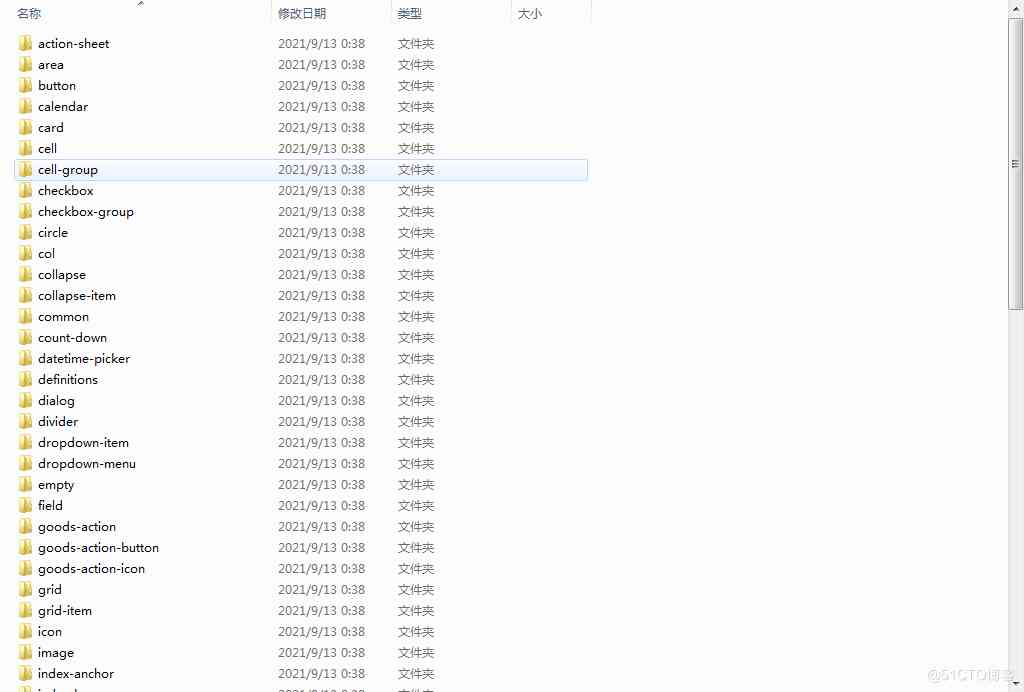 名称 修改日期 类型 大小
action-sheet 2021/9/13 0:38 文件夹
area 2021/9/13 0:38 文件夹
button 2021/9/13 0:38 文件夹
calendar 2021/9/13 0:38 文件夹
card 2021/9/13 0:38 文件夹
cell 2021/9/13 0:38 文件夹
cell-group 2021/9/13 0:38 文件夹
checkbox 2021/9/13 0:38 文件夹
checkbox-group 2021/9/13 0:38 文件夹
circle 2021/9/13 0:38 文件夹
col 2021/9/13 0:38 文件夹
collapse 2021/9/13 0:38 文件夹
collapse-item 2021/9/13 0:38 文件夹
common 2021/9/13 0:38 文件夹
count-down 2021/9/13 0:38 文件夹
datetime-picker 2021/9/13 0:38 文件夹
definitions 2021/9/13 0:38 文件夹
dialog 2021/9/13 0:38 文件夹
divider 2021/9/13 0:38 文件夹
dropdown-item 2021/9/13 0:38 文件夹
dropdown-menu 2021/9/13 0:38 文件夹
empty 2021/9/13 0:38 文件夹
field 2021/9/13 0:38 文件夹
goods-action 2021/9/13 0:38 文件夹
goods-action-button 2021/9/13 0:38 文件夹
goods-action-icon 2021/9/13 0:38 文件夹
grid 2021/9/13 0:38 文件夹
grid-item 2021/9/13 0:38 文件夹
icon 2021/9/13 0:38 文件夹
image 2021/9/13 0:38 文件夹
index-anchor 2021/9/13 0:38 文件夹
@51CTO博客